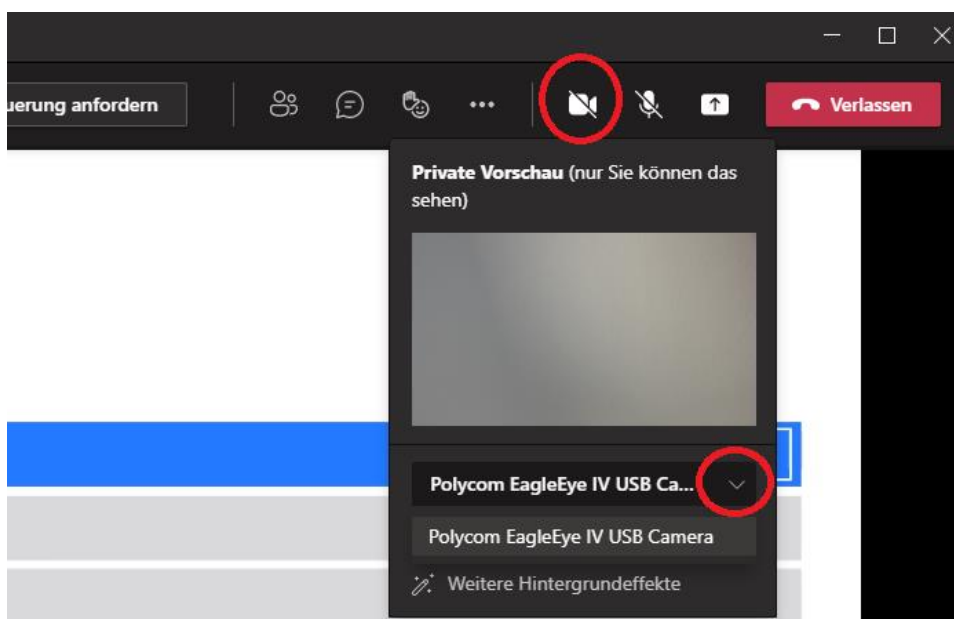 uerung anfordern
Verlassen
Private Vorschau (nur Sie können das
sehen)
Polycom EagleEye IV USB Ca...
Polycom EagleEye IV USB Camera
Weitere Hintergrundeffekte